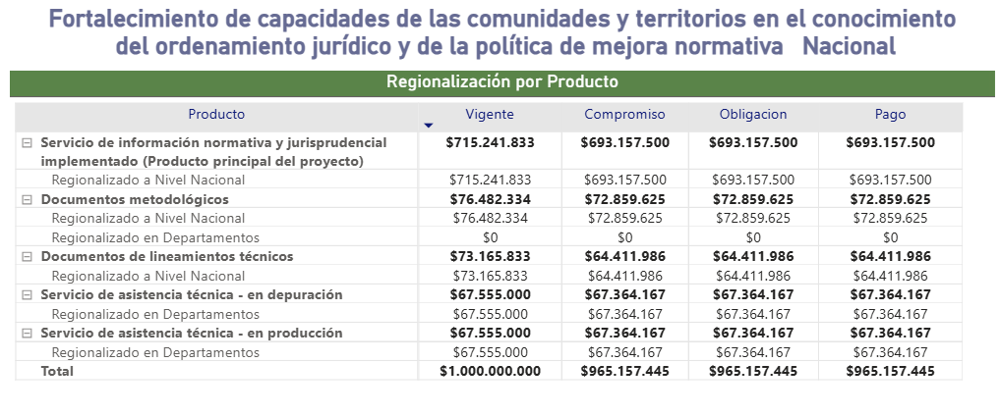 Fortalecimiento de capacidades de las comunidades y territorios en el conocimiento
del ordenamiento jurídico y de la política de mejora normativa Nacional
Regionalización por Producto
Producto Vigente Compromiso Obligacion Pago
Servicio de información normativa y jurisprudencial $715.241.833 $693.157.500 $693.157.500 $693.157.500
implementado (Producto principal del proyecto)
Regionalizado a Nivel Nacional $715.241.833 $693.157.500 $693.157.500 $693.157.500
Documentos metodológicos $76.482.334 $72.859.625 $72.859.625 $72.859.625
Regionalizado a Nivel Nacional $76.482.334 $72.859.625 $72.859.625 $72.859.625
Regionalizado en Departamentos $0 $0 $0 $0
Documentos de lineamientos técnicos $73.165.833 $64.411.986 $64.411.986 $64.411.986
Regionalizado a Nivel Nacional $73.165.833 $64.411.986 $64.411.986 $64.411.986
Servicio de asistencia técnica - en depuración $67.555.000 $67.364.167 $67.364.167 $67.364.167
Regionalizado en Departamentos $67.555.000 $67.364.167 $67.364.167 $67.364.167
Servicio de asistencia técnica - en producción $67.555.000 $67.364.167 $67.364.167 $67.364.167
Regionalizado en Departamentos $67.555.000 $67.364.167 $67.364.167 $67.364.167
Total $1.000.000.000 $965.157.445 $965.157.445 $965.157.445